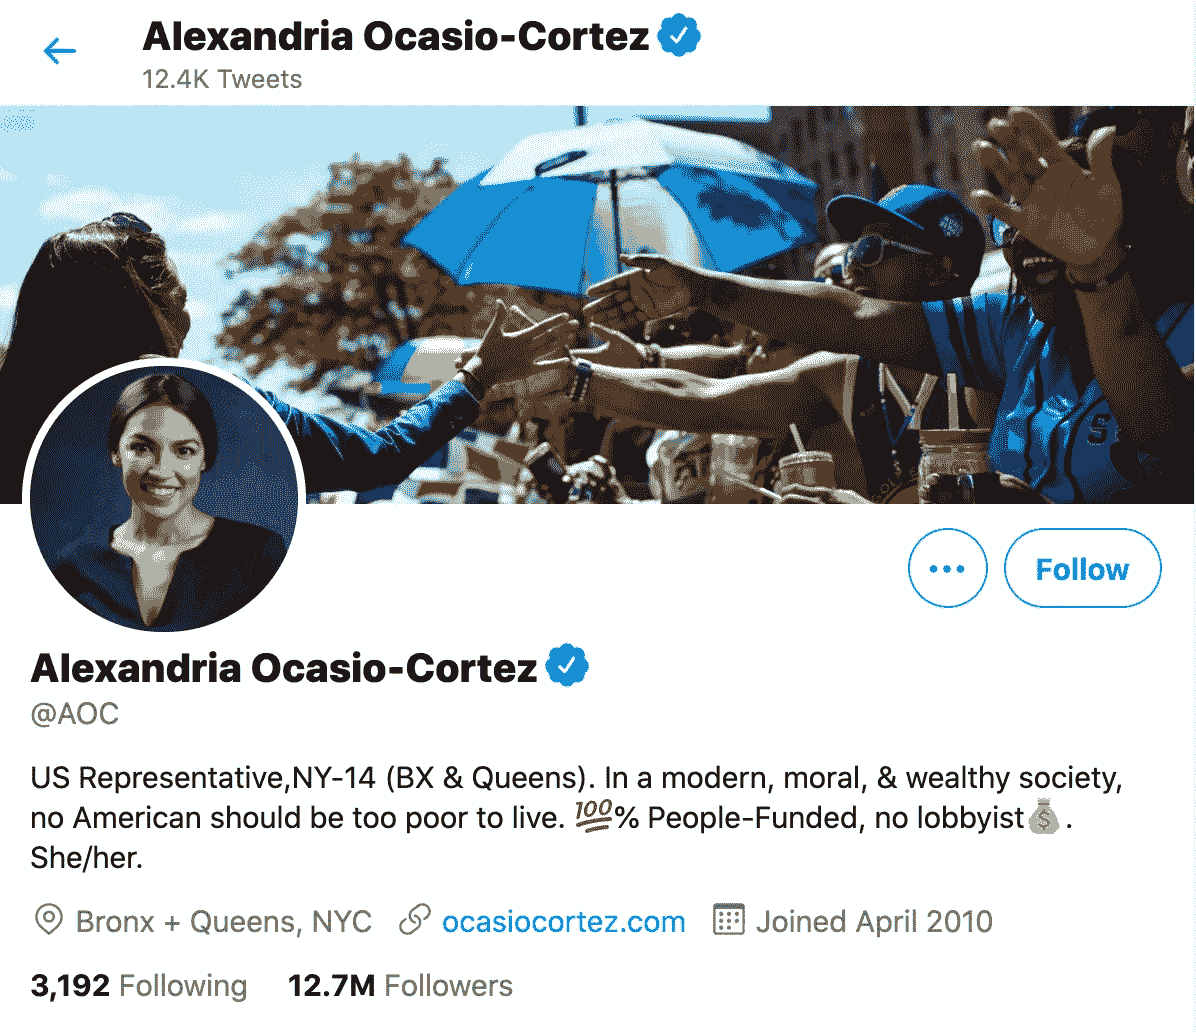 Alexandria Ocasio-Cortez
12.4K Tweets
S
Follow
Alexandria Ocasio-Cortez
@AOC
US Representative,NY-14 (BX & Queens). In a modern, moral, & wealthy society,
no American should be too poor to live. 💯% People-Funded, no lobbyist💰.
She/her.
Bronx + Queens, NYC ocasiocortez.com Joined April 2010
3,192 Following 12.7M Followers